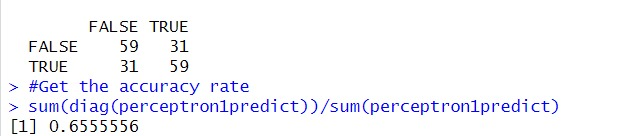 FALSE TRUE
FALSE 59 31
TRUE 31 59
> #Get the accuracy rate
> sum(diag(perceptron1predict))/sum(perceptron1predict)
[1] 0.6555556